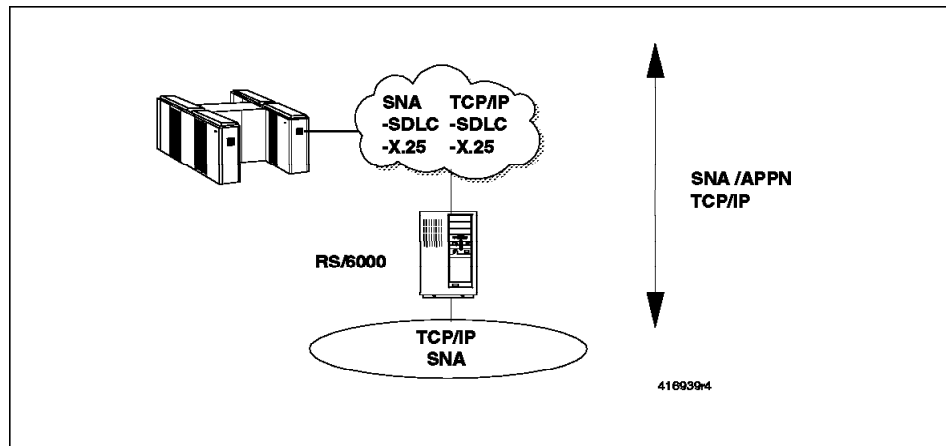 SNA TCP/IP
-SDLC -SDLC
-X.25 -X.25
SNA /APPN
TCP/IP
RS/6000
TCP/IP
SNA
416939r4